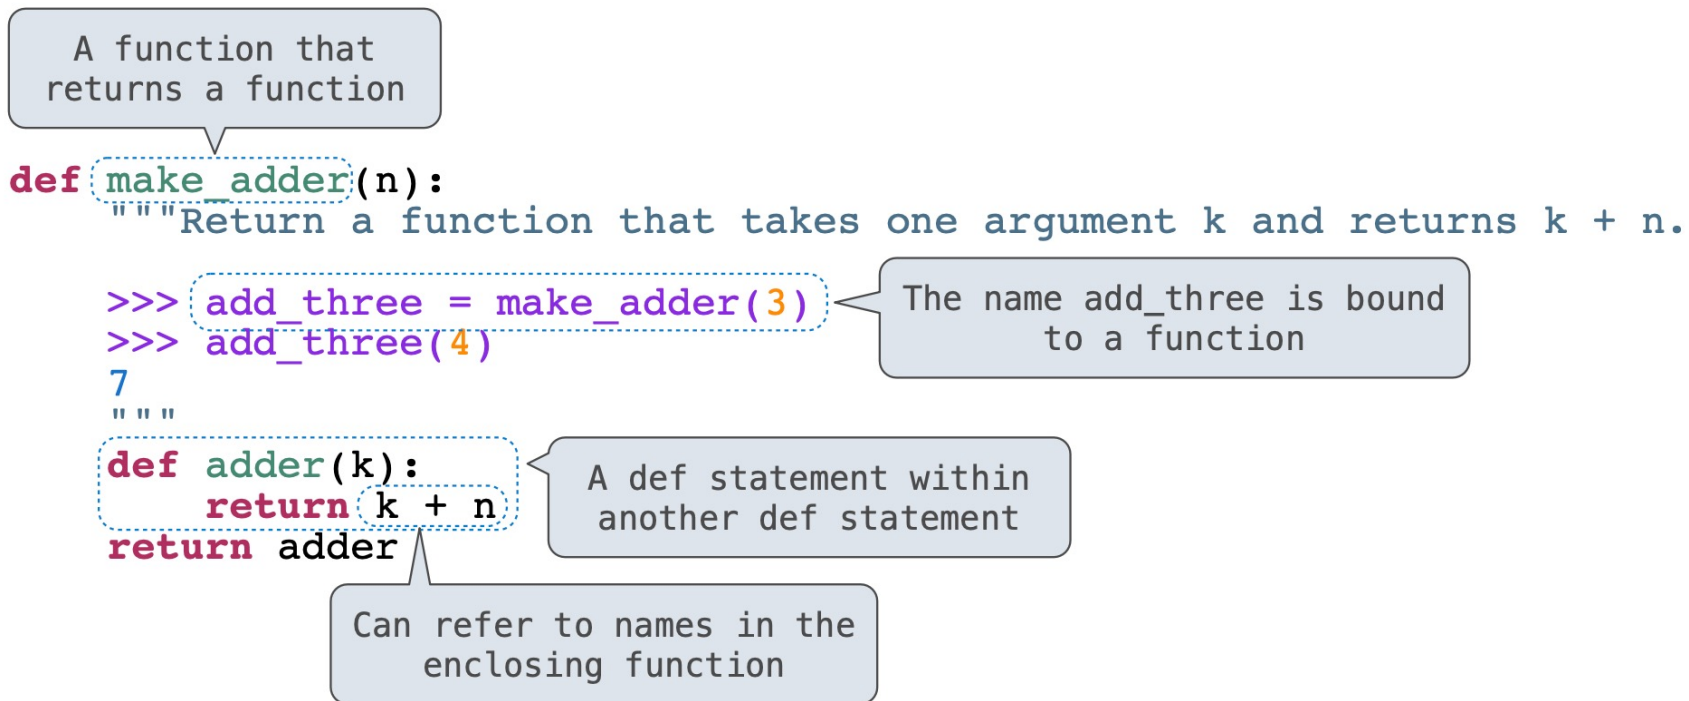 A function that
returns a function
def make_adder(n):
"""Return a function that takes one argument k and returns k + n.
>>> add_three = make_adder(3)
The name add_three is bound
to a function
>>> add_three(4)
7
"""
def adder(k):
return k + n
A def statement within
another def statement
return adder
Can refer to names in the
enclosing function